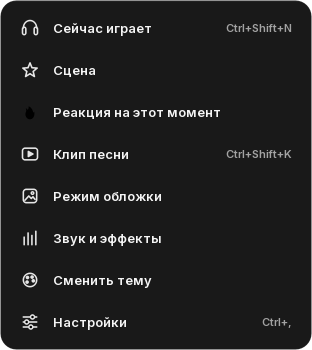 Сейчас играет Ctrl+Shift+N
Сцена
Реакция на этот момент
Клип песни Ctrl+Shift+K
Режим обложки
Звук и эффекты
Сменить тему
Настройки Ctrl+,